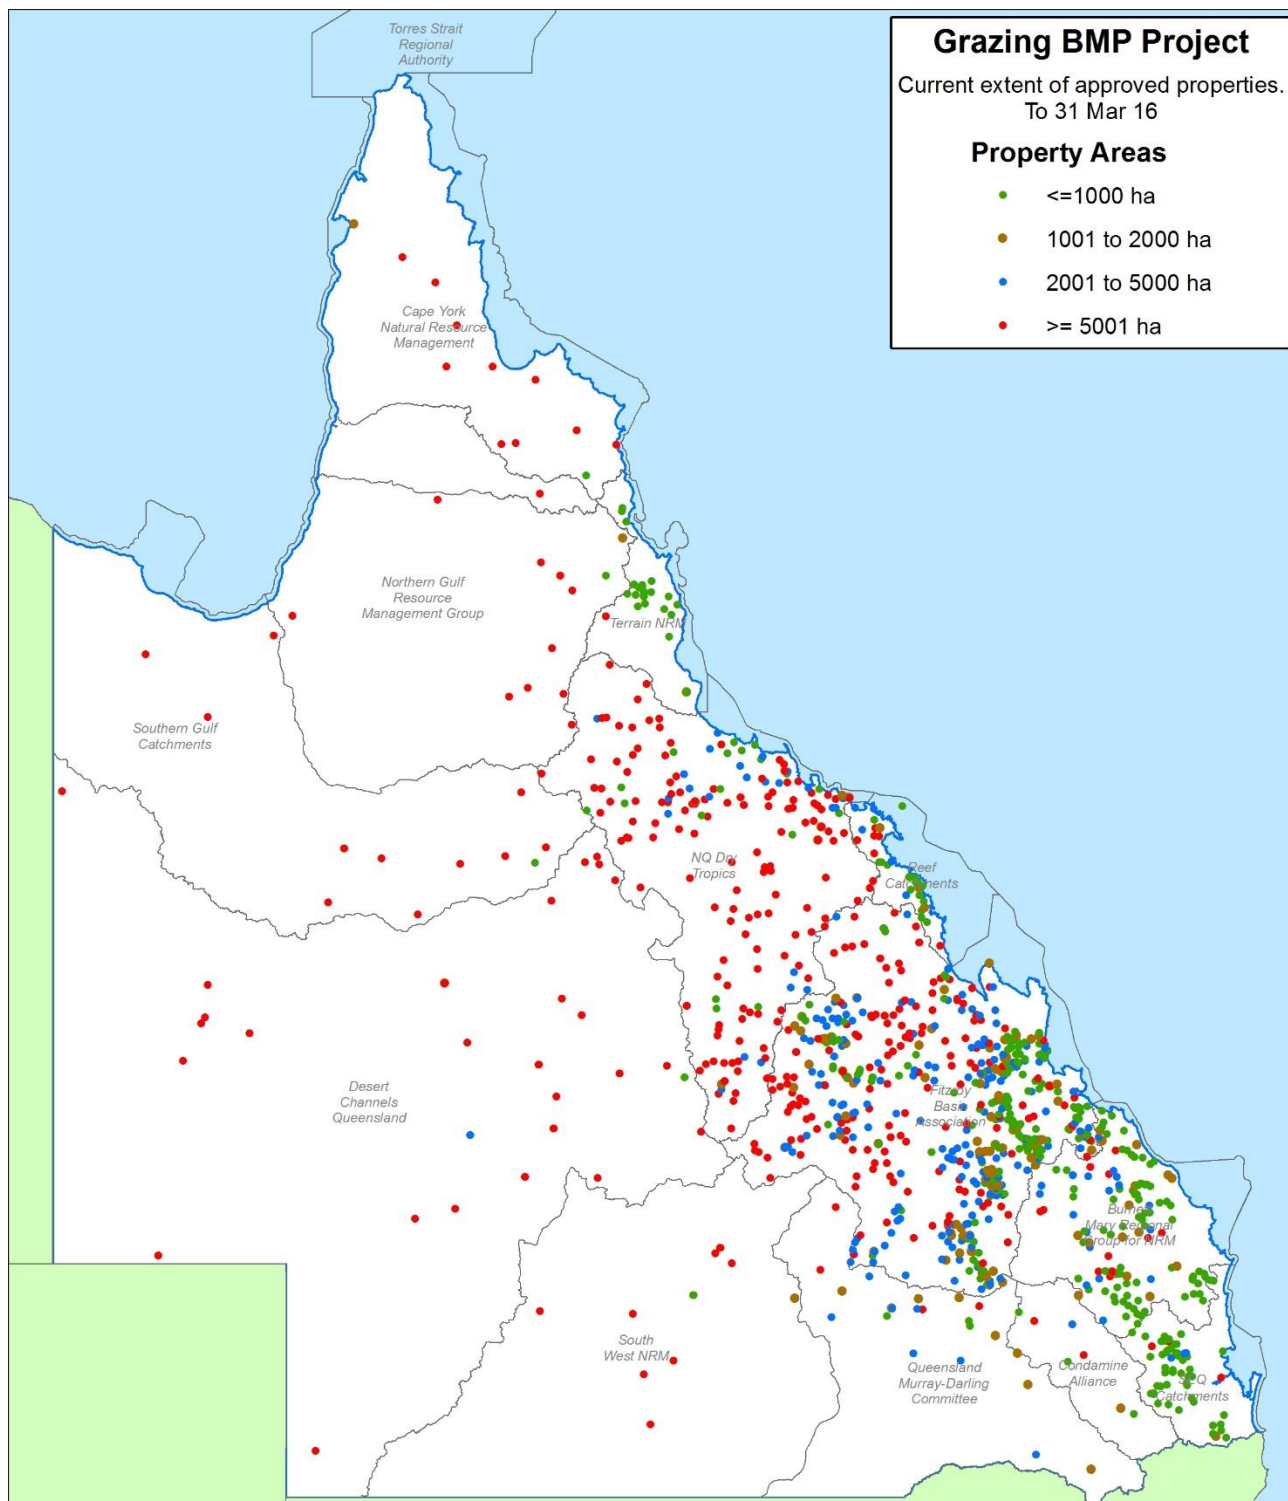 Torres Strait
Regional
Authority
Grazing BMP Project
Current extent of approved properties.
To 31 Mar 16
Property Areas
<=1000 ha
1001 to 2000 ha
2001 to 5000 ha
>= 5001 ha
Cape York
Natural Resource
Management
Northern Gulf
Resource
Management Group
Terrain NRM
Southern Gulf
Catchments
NQ Dry
Tropics
Reef
Catchments
Desert
Channels
Queensland
Fitzroy
Basin
Association
Burnett
Mary Regional
Group for NRM
South
West NRM
Queensland
Murray-Darling
Committee
Condamine
Alliance
SEQ
Catchments